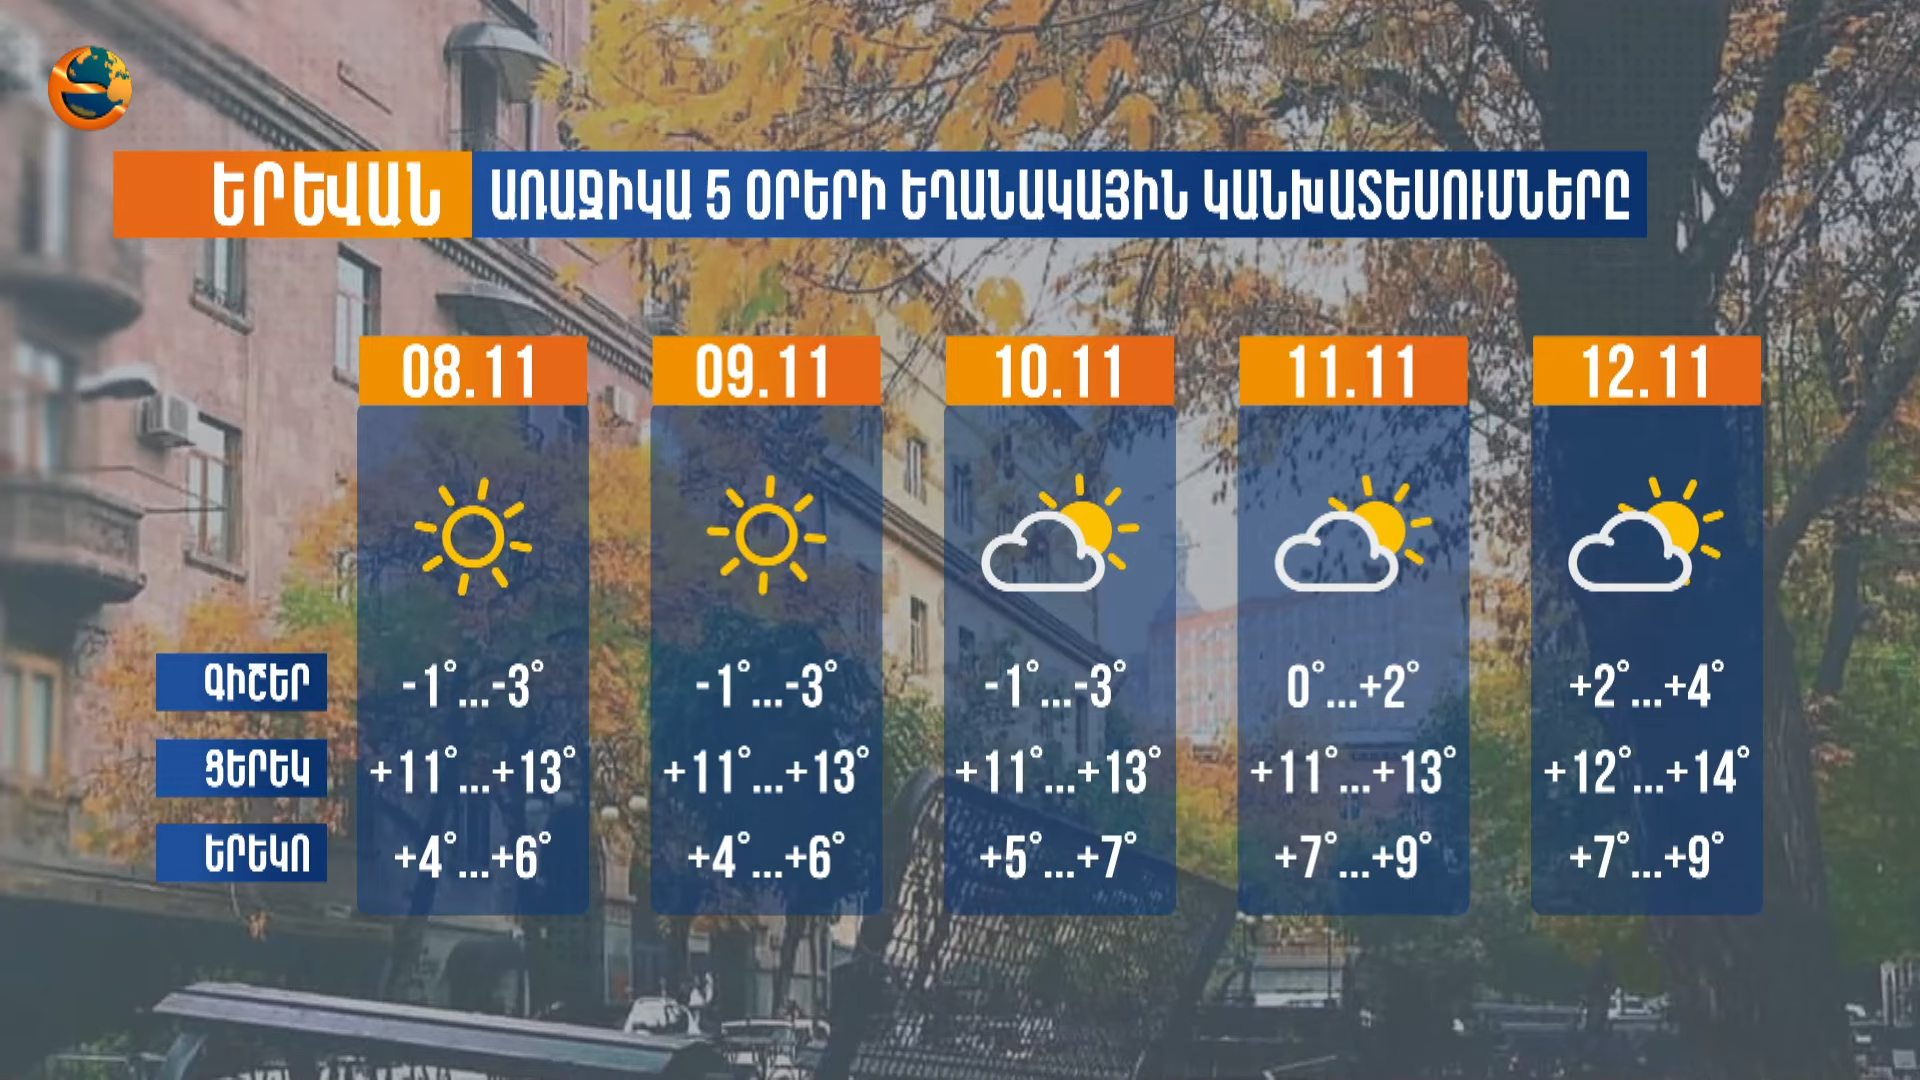 ԵՐԵՎԱՆ ԱՌԱՋԻԿԱ 5 ՕՐԵՐԻ ԵՂԱՆԱԿԱՅԻՆ ԿԱՆԽԱՏԵՍՈՒՄՆԵՐԸ
08.11 09.11 10.11 11.11 12.11
ԳԻՇԵՐ -1°...-3° -1°...-3° -1°...-3° 0°...+2° +2°...+4°
ՑԵՐԵԿ +11°...+13° +11°...+13° +11°...+13° +11°...+13° +12°...+14°
ԵՐԵԿՈ +4°...+6° +4°...+6° +5°...+7° +7°...+9° +7°...+9°